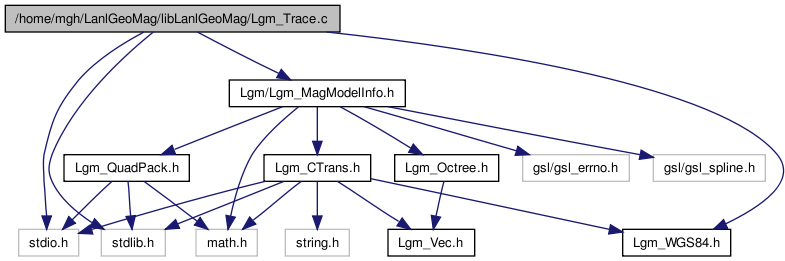 /home/mgh/LanlGeoMag/libLanlGeoMag/Lgm_Trace.c
Lgm/Lgm_MagModelInfo.h
Lgm_QuadPack.h
Lgm_CTrans.h
Lgm_Octree.h
gsl/gsl_errno.h
gsl/gsl_spline.h
stdio.h
stdlib.h
math.h
string.h
Lgm_Vec.h
Lgm_WGS84.h